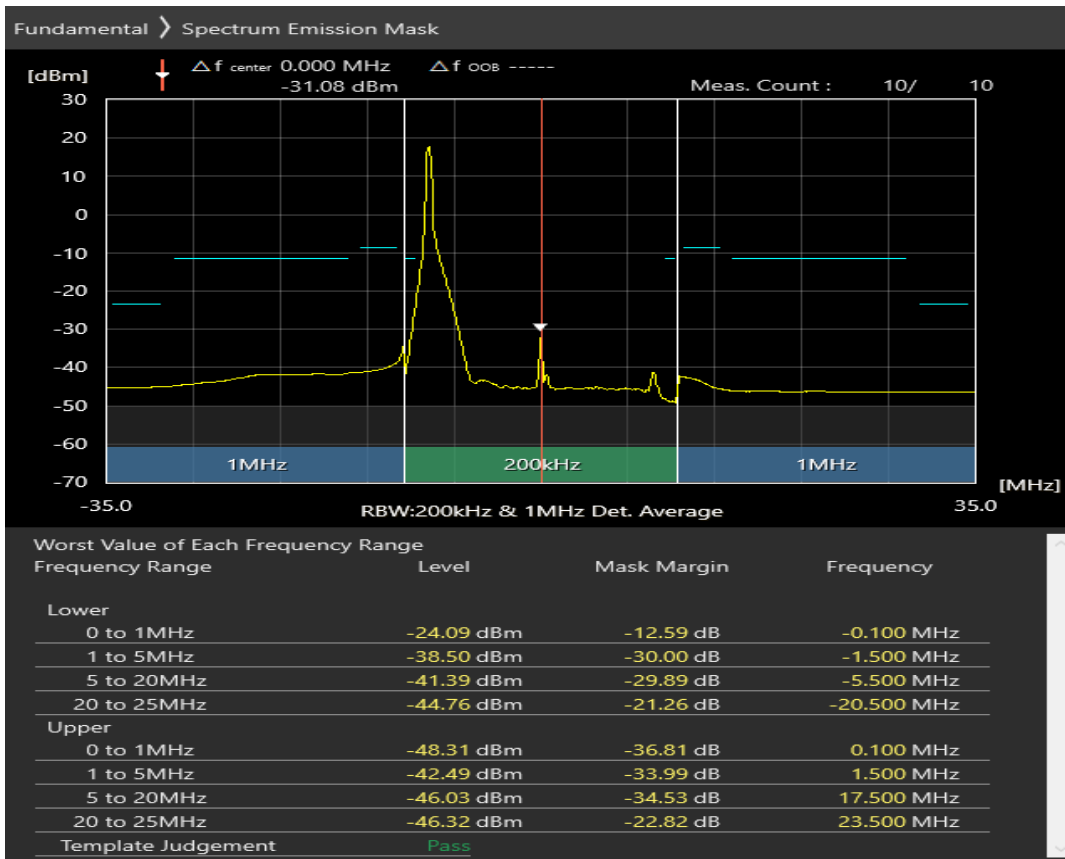 Fundamental ❯ Spectrum Emission Mask
[dBm] △f center 0.000 MHz △f OOB -----
-31.08 dBm Meas. Count : 10/ 10
30
20
10
0
-10
-20
-30
-40
-50
-60
1MHz 200kHz 1MHz
-70 [MHz]
-35.0 RBW:200kHz & 1MHz Det. Average 35.0
Worst Value of Each Frequency Range
Frequency Range Level Mask Margin Frequency
Lower
0 to 1MHz -24.09 dBm -12.59 dB -0.100 MHz
1 to 5MHz -38.50 dBm -30.00 dB -1.500 MHz
5 to 20MHz -41.39 dBm -29.89 dB -5.500 MHz
20 to 25MHz -44.76 dBm -21.26 dB -20.500 MHz
Upper
0 to 1MHz -48.31 dBm -36.81 dB 0.100 MHz
1 to 5MHz -42.49 dBm -33.99 dB 1.500 MHz
5 to 20MHz -46.03 dBm -34.53 dB 17.500 MHz
20 to 25MHz -46.32 dBm -22.82 dB 23.500 MHz
Template Judgement Pass